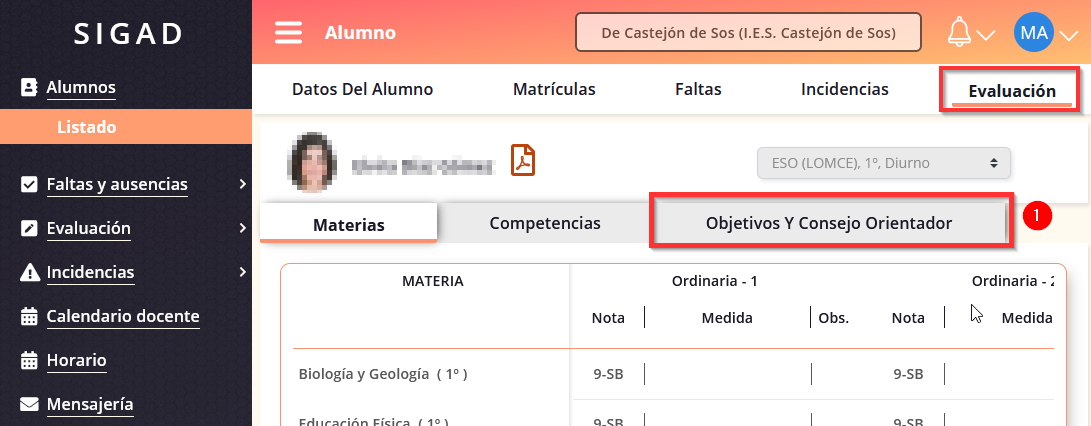 SIGAD
Alumno
De Castejón de Sos (I.E.S. Castejón de Sos)
MA
Alumnos
Listado
Faltas y ausencias
Evaluación
Incidencias
Calendario docente
Horario
Mensajería
Datos Del Alumno Matrículas Faltas Incidencias Evaluación
ESO (LOMCE), 1º, Diurno
Materias Competencias Objetivos Y Consejo Orientador 1
MATERIA Ordinaria - 1 Ordinaria - 2
Nota Medida Obs. Nota Medida
Biología y Geología ( 1º ) 9-SB 9-SB
Educación Física ( 1º ) 9-SB 9-SB